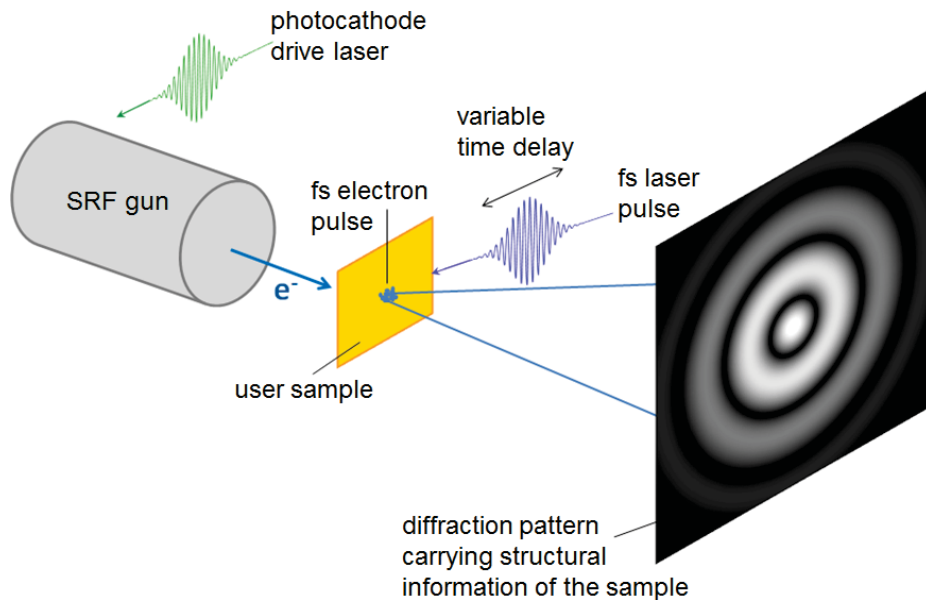 photocathode
drive laser
SRF gun
variable
time delay
fs electron
pulse
fs laser
pulse
e-
user sample
diffraction pattern
carrying structural
information of the sample